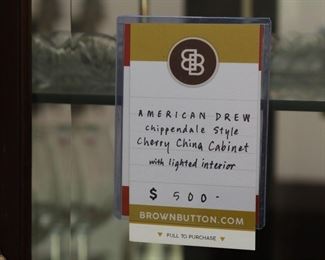 BB
AMERICAN DREW
Chippendale Style
Cherry China Cabinet
with lighted interior
$ 500-
BROWNBUTTON.COM
PULL TO PURCHASE